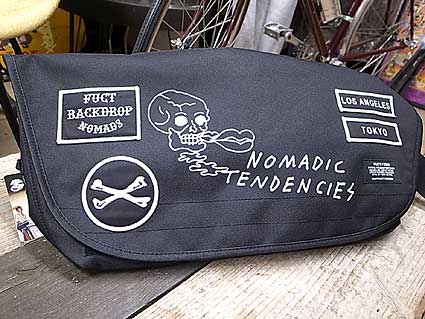 FUCT
BACKDROP
NOMADS
LOS ANGELES
TOKYO
NOMADIC
TENDENCIES